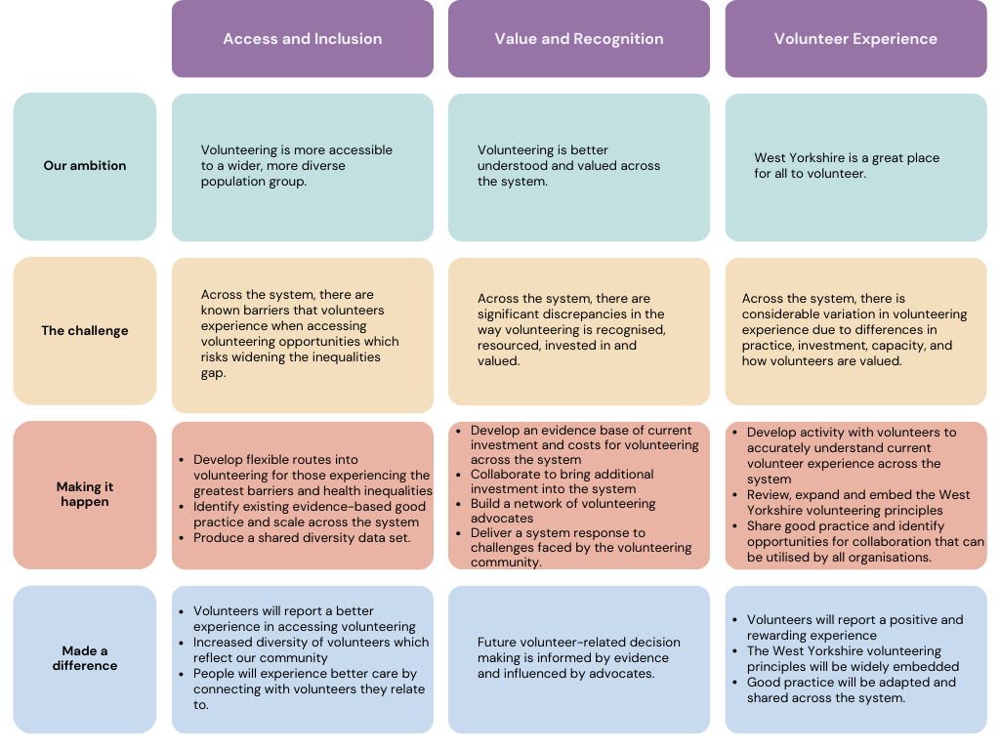 Access and Inclusion
Value and Recognition
Volunteer Experience
Our ambition
Volunteering is more accessible
to a wider, more diverse
population group.
Volunteering is better
understood and valued across
the system.
West Yorkshire is a great place
for all to volunteer.
The challenge
Across the system, there are
known barriers that volunteers
experience when accessing
volunteering opportunities which
risks widening the inequalities
gap.
Across the system, there are
significant discrepancies in the
way volunteering is recognised,
resourced, invested in and
valued.
Across the system, there is
considerable variation in volunteering
experience due to differences in
practice, investment, capacity, and
how volunteers are valued.
Making it
happen
• Develop flexible routes into
volunteering for those experiencing the
greatest barriers and health inequalities
• Identify existing evidence-based good
practice and scale across the system
• Produce a shared diversity data set.
• Develop an evidence base of current
investment and costs for volunteering
across the system
• Collaborate to bring additional
investment into the system
• Build a network of volunteering
advocates
• Deliver a system response to
challenges faced by the volunteering
community.
• Develop activity with volunteers to
accurately understand current
volunteer experience across the
system
• Review, expand and embed the West
Yorkshire volunteering principles
• Share good practice and identify
opportunities for collaboration that can
be utilised by all organisations.
Made a
difference
• Volunteers will report a better
experience in accessing volunteering
• Increased diversity of volunteers which
reflect our community
• People will experience better care by
connecting with volunteers they relate
to.
Future volunteer-related decision
making is informed by evidence
and influenced by advocates.
• Volunteers will report a positive and
rewarding experience
• The West Yorkshire volunteering
principles will be widely embedded
• Good practice will be adapted and
shared across the system.